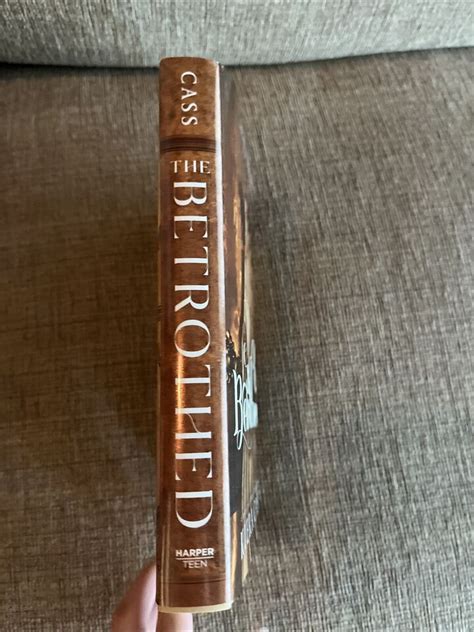 CASS
THE
BETROTHED
HARPER
TEEN